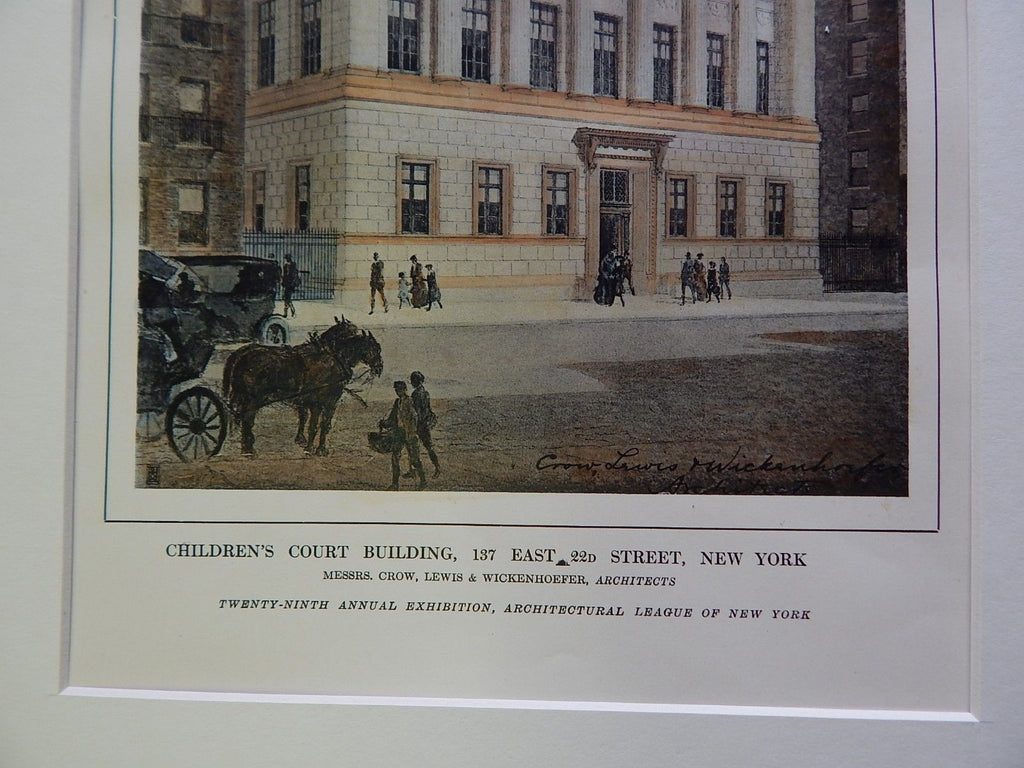 Crow Lewis & Wickenhoefer
Architects
CHILDREN'S COURT BUILDING, 137 EAST 22D STREET, NEW YORK
MESSRS. CROW, LEWIS & WICKENHOEFER, ARCHITECTS
TWENTY-NINTH ANNUAL EXHIBITION, ARCHITECTURAL LEAGUE OF NEW YORK